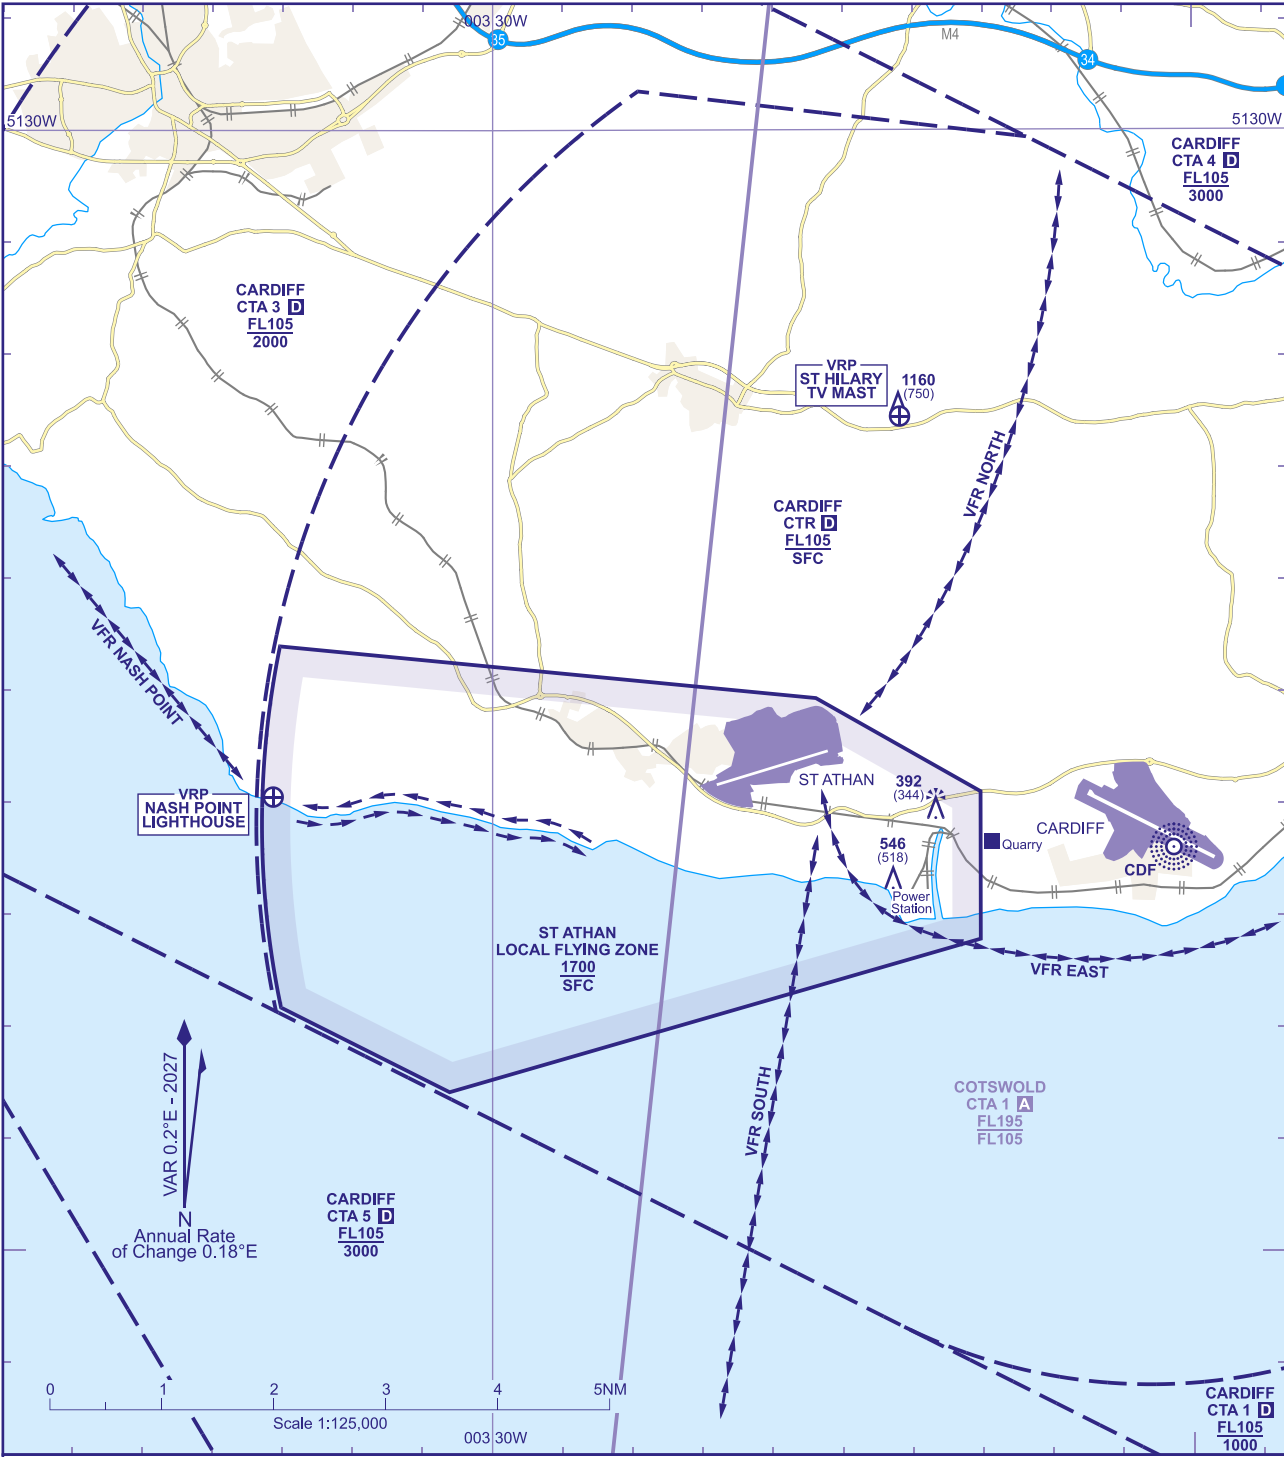 003 30W
35
M4
34
5130W
5130W
CARDIFF
CTA 4 D
FL105
3000
CARDIFF
CTA 3 D
FL105
2000
VRP
ST HILARY
TV MAST
1160
(750)
VFR NORTH
CARDIFF
CTR D
FL105
SFC
VFR NASH POINT
VRP
NASH POINT
LIGHTHOUSE
ST ATHAN
392
(344)
546
(518)
Power
Station
Quarry
CARDIFF
CDF
ST ATHAN
LOCAL FLYING ZONE
1700
SFC
VFR EAST
VFR SOUTH
COTSWOLD
CTA 1 A
FL195
FL105
VAR 0.2°E - 2027
N
Annual Rate
of Change 0.18°E
CARDIFF
CTA 5 D
FL105
3000
0 1 2 3 4 5NM
Scale 1:125,000
003 30W
CARDIFF
CTA 1 D
FL105
1000